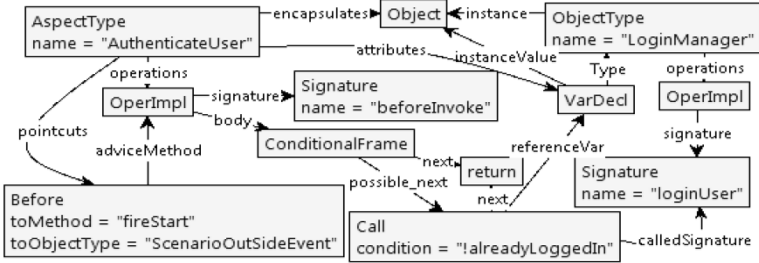 AspectType
name = "AuthenticateUser"
encapsulates
Object
instance
ObjectType
name = "LoginManager"
attributes
instanceValue
operations
Type
operations
OperImpl
signature
Signature
name = "beforeInvoke"
VarDecl
OperImpl
body
pointcuts
adviceMethod
ConditionalFrame
referenceVar
signature
next
return
possible_next
next
Signature
name = "loginUser"
Before
toMethod = "fireStart"
toObjectType = "ScenarioOutSideEvent"
Call
condition = "!alreadyLoggedIn"
calledSignature